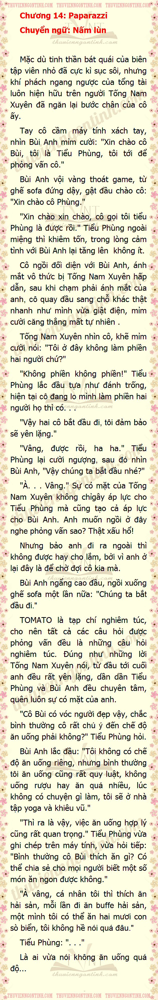 THUVIENNGONTINH.COM THUVIENNGONTINH.COM THUVIENNGONTINH.COM
Chương 14: Paparazzi
Chuyển ngữ: Nấm lùn
TVNT
thuvienngontinh.com
Mặc dù tinh thần bát quái của biên
tập viên nhỏ đã cực kì sục sôi, nhưng
khí phách ngang ngược của tổng tài
luôn hiện hữu trên người Tống Nam
Xuyên đã ngăn lại bước chân của cô
ấy.
Tay cô cầm máy tính xách tay,
nhìn Bùi Anh mỉm cười: "Xin chào cô
Bùi, tôi là Tiểu Phùng, tôi tới để
phỏng vấn cô."
Bùi Anh vội vàng thoát game, từ
ghế sofa đứng dậy, gật đầu chào cô:
"Xin chào cô Phùng."
"Xin chào xin chào, cô gọi tôi tiểu
Phùng là được rồi." Tiểu Phùng ngoài
miệng thì khiêm tốn, trong lòng cảm
tình với Bùi Anh lại tăng lên không ít.
Cô ngồi đối diện với Bùi Anh, ánh
mắt vô thức bị Tống Nam Xuyên hấp
dẫn, sau khi chạm phải ánh mắt của
anh, cô quay đầu sang chỗ khác thật
nhanh như mình vừa giật điện, mỉm
cười căng thẳng mất tự nhiên .
Tống Nam Xuyên nhìn cô, khẽ mỉm
cười nói: "Tôi ở đây không làm phiền
hai người chứ?"
"Không phiền không phiền!" Tiểu
Phùng lắc đầu tựa như đánh trống,
hiện tại cô đang lo mình làm phiền hai
người họ thì có. . .
"Vậy hai cô bắt đầu đi, tôi đảm bảo
sẽ yên lặng."
"Vâng, được rồi, ha ha." Tiểu
Phùng lại cười ngượng, sau đó nhìn
Bùi Anh, "Vậy chúng ta bắt đầu nhé?"
"À. . . Vâng." Sự có mặt của Tống
Nam Xuyên không chỉgây áp lực cho
Tiểu Phùng mà cũng tạo cả áp lực
cho Bùi Anh. Anh muốn ngồi ở đây
nghe phỏng vấn sao? Thật xấu hổ!
Nhưng bảo anh đi ra ngoài thì
không được hay cho lắm, bởi vì anh ở
lại đây là để chờ đợi cô kia mà.
Bùi Anh ngẩng cao đầu, ngồi xuống
ghế sofa một lần nữa: "Chúng ta bắt
đầu đi."
TOMATO là tạp chí nghiêm túc,
cho nên tất cả các câu hỏi được
phỏng vấn đều là những câu hỏi
nghiêm túc. Đúng như những lời
Tống Nam Xuyên nói, từ đầu tới cuối
anh đều rất yên lặng, dần dần Tiểu
Phùng và Bùi Anh đều chuyên tâm,
quên luôn sự có mặt của anh.
"Cô Bùi có vóc người đẹp vậy, chắc
bình thường cô rất chú ý đến chế độ
ăn uống phải không?" Tiểu Phùng hỏi.
Bùi Anh lắc đầu: "Tôi không có chế
độ ăn uống riêng, nhưng bình thường
tôi ăn uống cũng rất quy luật, không
uống rượu hay ăn quá nhiều, lúc
không có chuyện gì làm, tôi sẽ ở nhà
tập yoga và khiêu vũ."
"Thì ra là vậy, việc ăn uống hợp lý
cũng rất quan trọng." Tiểu Phùng vừa
ghi chép trên máy tính, vừa hỏi tiếp:
"Bình thường cô Bùi thích ăn gì? Có
thể chia sẻ cho mọi người biết một số
món ăn ngon được không."
"À vâng, cá nhân tôi thì thích ăn
hải sản, mỗi lần đi ăn buffe hải sản,
một mình tôi có thể ăn hai mươi con
sò biển, tôi không hề nói quá đâu."
Tiểu Phùng: ". . ."
Là ai vừa nói không ăn uống quá
độ...
thuvienngontinh.com
THUVIENNGONTINH.COM THUVIENNGONTINH.COM THUVIENNGONTINH.COM